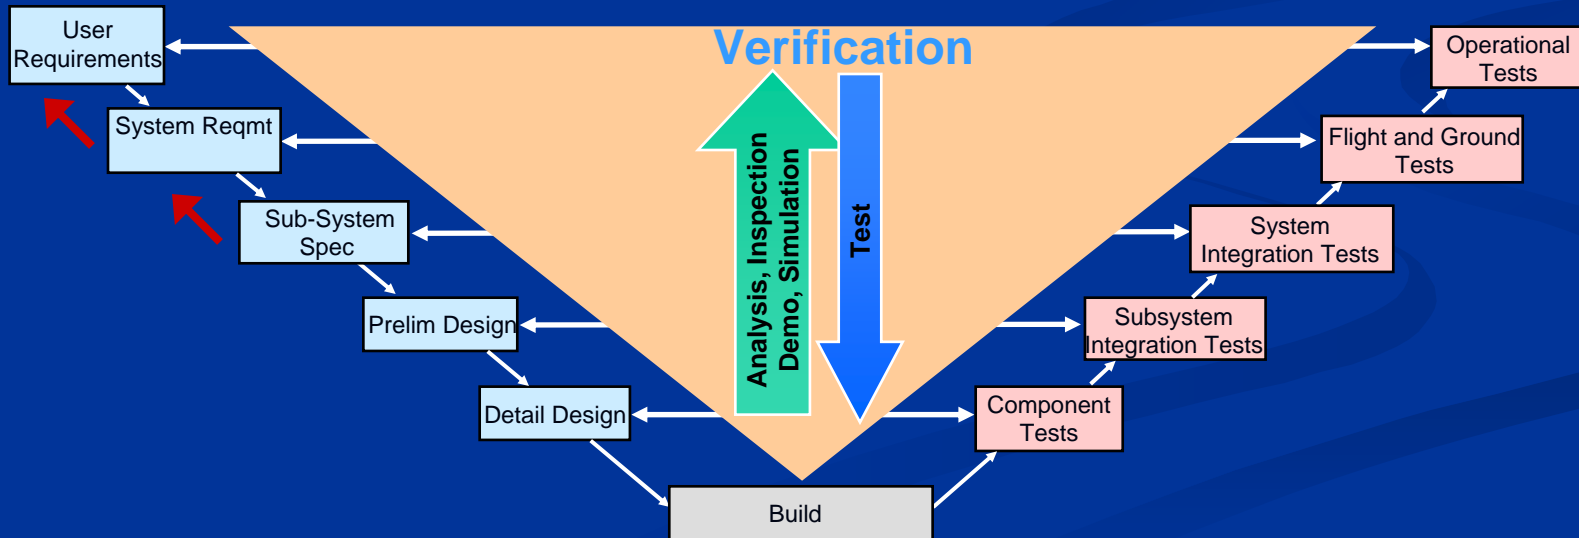 User
Requirements
Verification
Operational
Tests
System Reqmt
Flight and Ground
Tests
Analysis, Inspection
Demo, Simulation
Test
Sub-System
Spec
System
Integration Tests
Prelim Design
Subsystem
Integration Tests
Detail Design
Component
Tests
Build